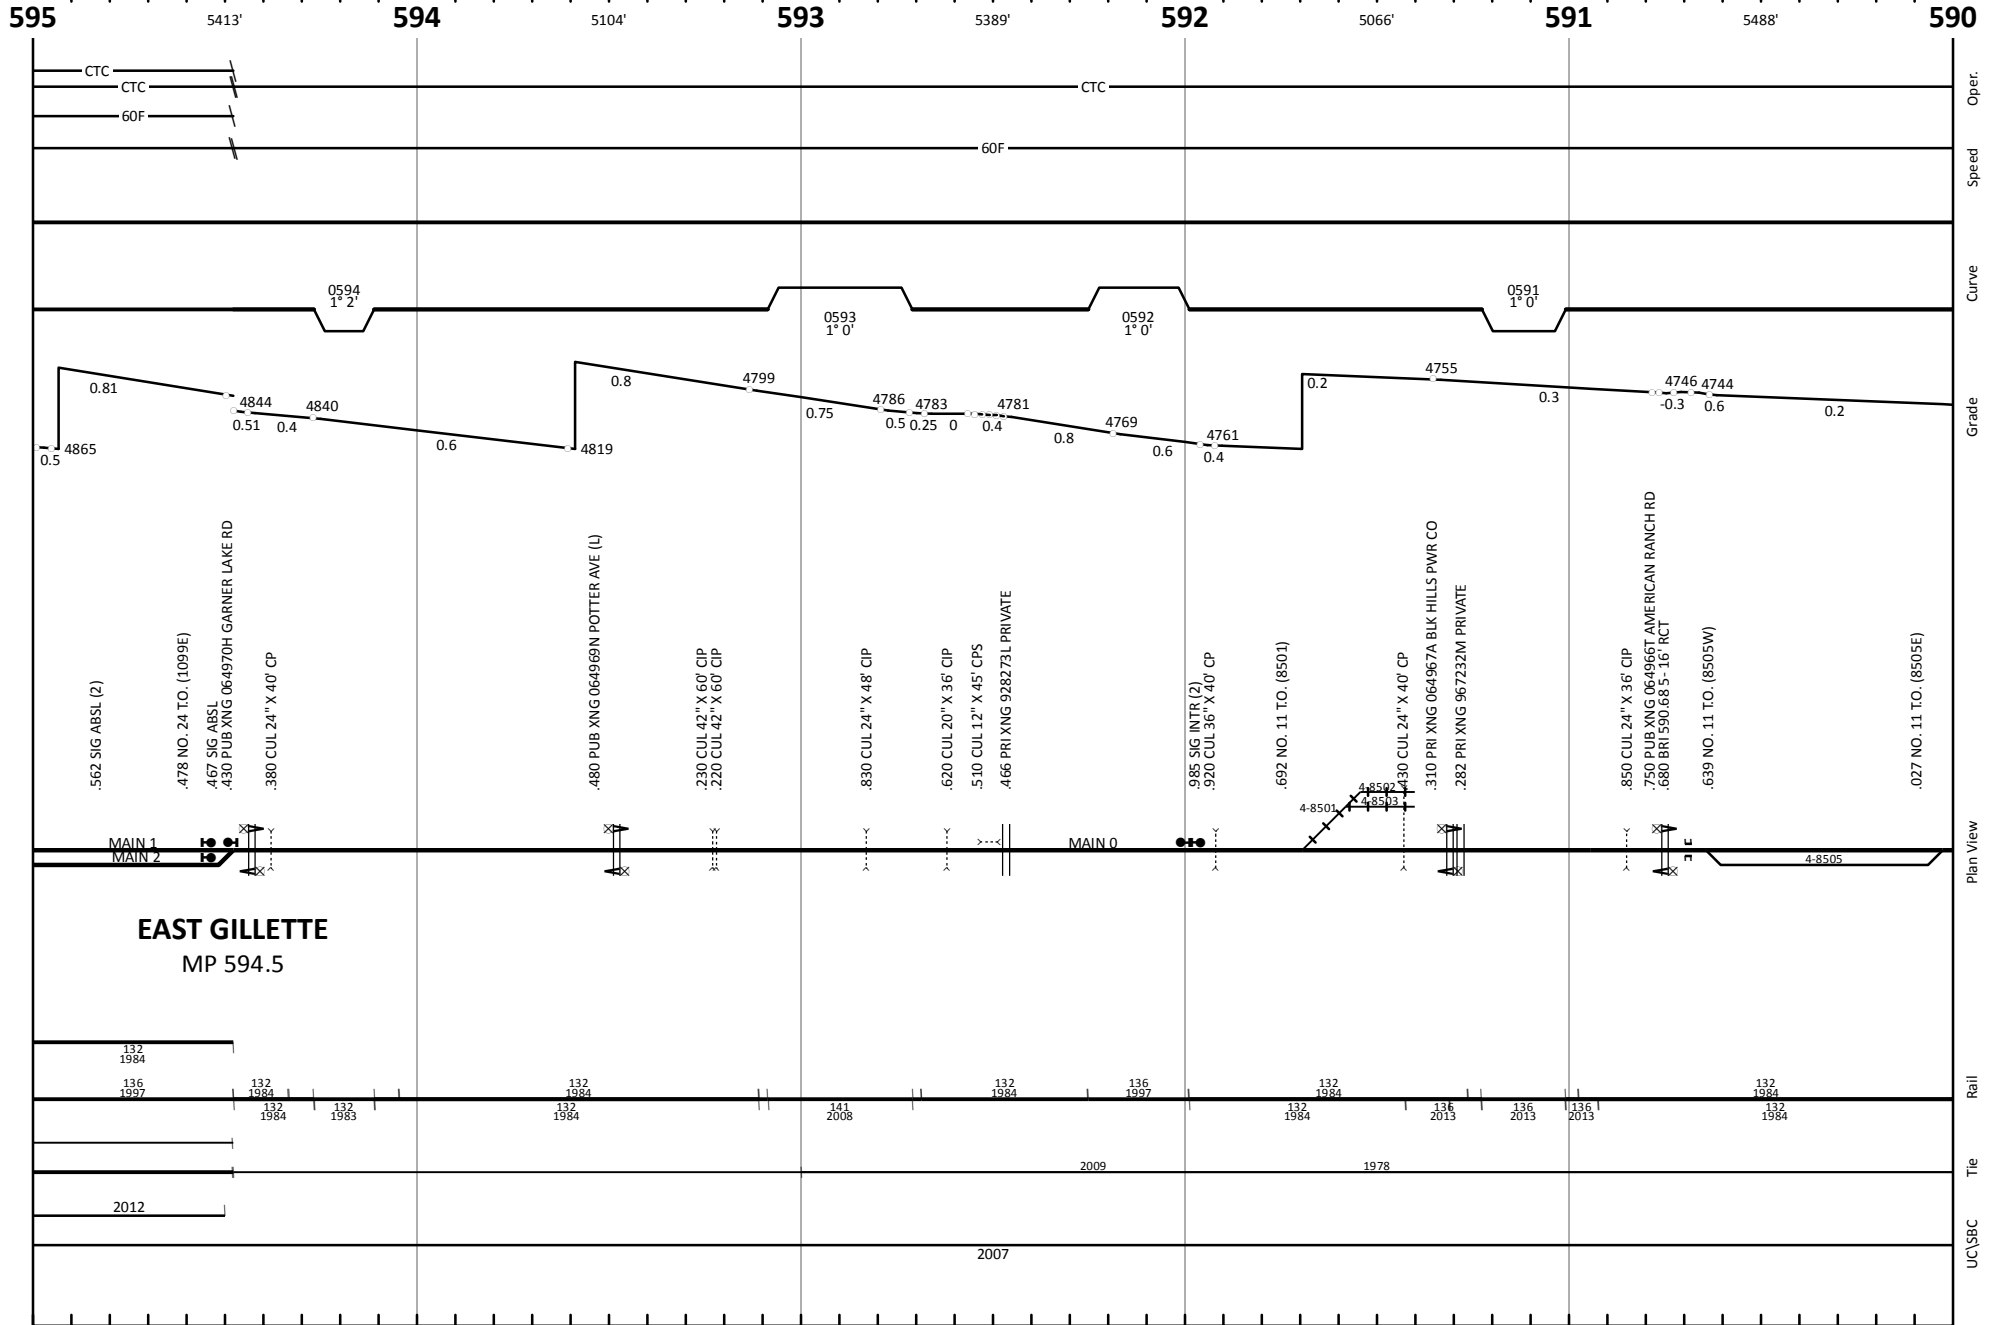 595 5413' 594 5104' 593 5389' 592 5066' 591 5488' 590
CTC
CTC CTC
Oper.
60F
60F
Speed
0594
1° 2'
0593
1° 0'
0592
1° 0'
0591
1° 0'
Curve
0.5 4865 0.81 4844 0.51 0.4 4840 0.6 4819 0.8 4799 0.75 4786 0.5 4783 0.25 0 0.4 4781 0.8 4769 0.6 4761 0.4 0.2 4755 0.3 4746 -0.3 4744 0.6 0.2
Grade
.562 SIG ABSL (2)
.478 NO. 24 T.O. (1099E)
.467 SIG ABSL
.430 PUB XNG 064970H GARNER LAKE RD
.380 CUL 24" X 40' CP
.480 PUB XNG 064969N POTTER AVE (L)
.230 CUL 42" X 60' CIP
.220 CUL 42" X 60' CIP
.830 CUL 24" X 48' CIP
.620 CUL 20" X 36' CIP
.510 CUL 12" X 45' CPS
.466 PRI XNG 928273L PRIVATE
.985 SIG INTR (2)
.920 CUL 36" X 40' CP
.692 NO. 11 T.O. (8501)
.430 CUL 24" X 40' CP
.310 PRI XNG 064967A BLK HILLS PWR CO
.282 PRI XNG 967232M PRIVATE
.850 CUL 24" X 36' CIP
.750 PUB XNG 064966T AMERICAN RANCH RD
.680 BRI 590.68 5- 16' RCT
.639 NO. 11 T.O. (8505W)
.027 NO. 11 T.O. (8505E)
4-8502
4-8503
4-8501
MAIN 1
MAIN 2
MAIN 0
4-8505
Plan View
EAST GILLETTE
MP 594.5
132
1984
136 132 132 132 136 132 132
1997 1984 1984 1984 1997 1984 1984
132 132 132 141 132 136 136 136 132
1984 1983 1984 2008 1984 2013 2013 2013 1984
Rail
2009 1978
Tie
2012
2007
UC\SBC